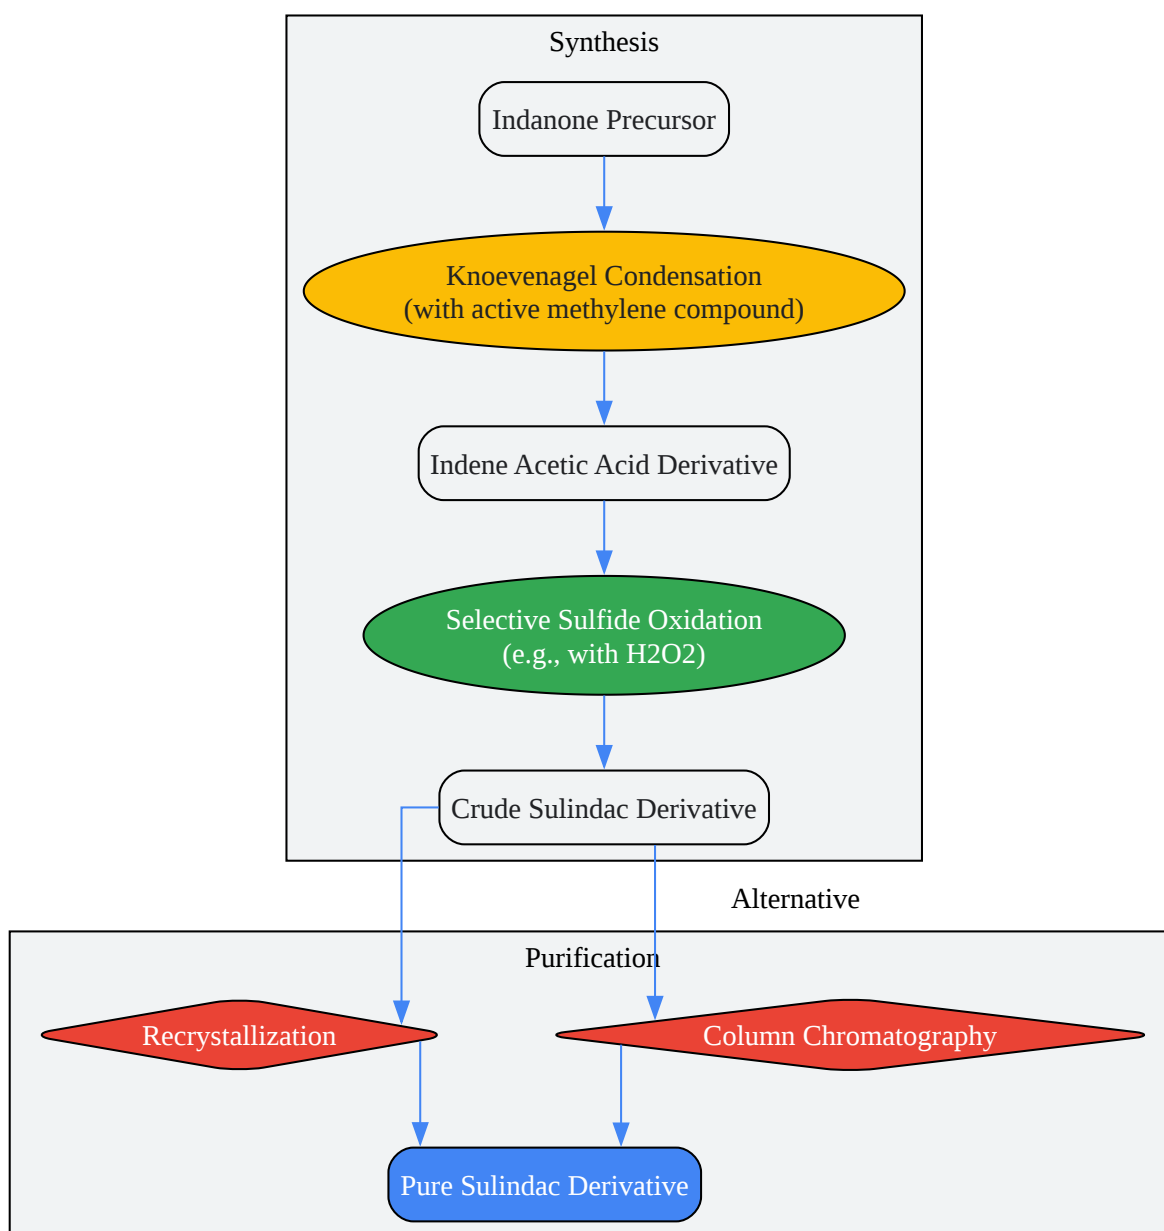 Synthesis
Indanone Precursor
Knoevenagel Condensation
(with active methylene compound)
Indene Acetic Acid Derivative
Selective Sulfide Oxidation
(e.g., with H2O2)
Crude Sulindac Derivative
Alternative
Purification
Recrystallization
Column Chromatography
Pure Sulindac Derivative